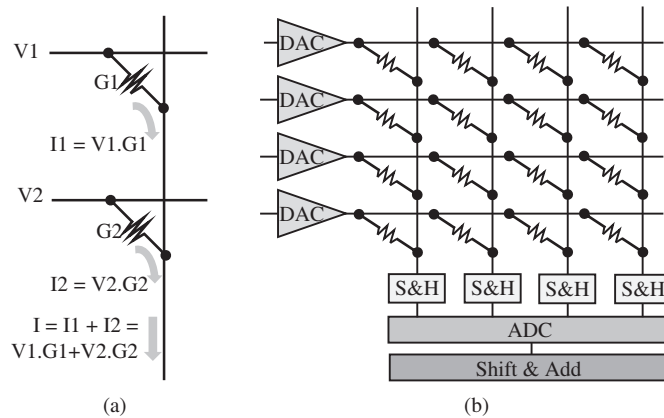 V1
G1
I1 = V1.G1
V2
G2
I2 = V2.G2
I = I1 + I2 =
V1.G1+V2.G2
(a)
DAC
DAC
DAC
DAC
S&H S&H S&H S&H
ADC
Shift & Add
(b)